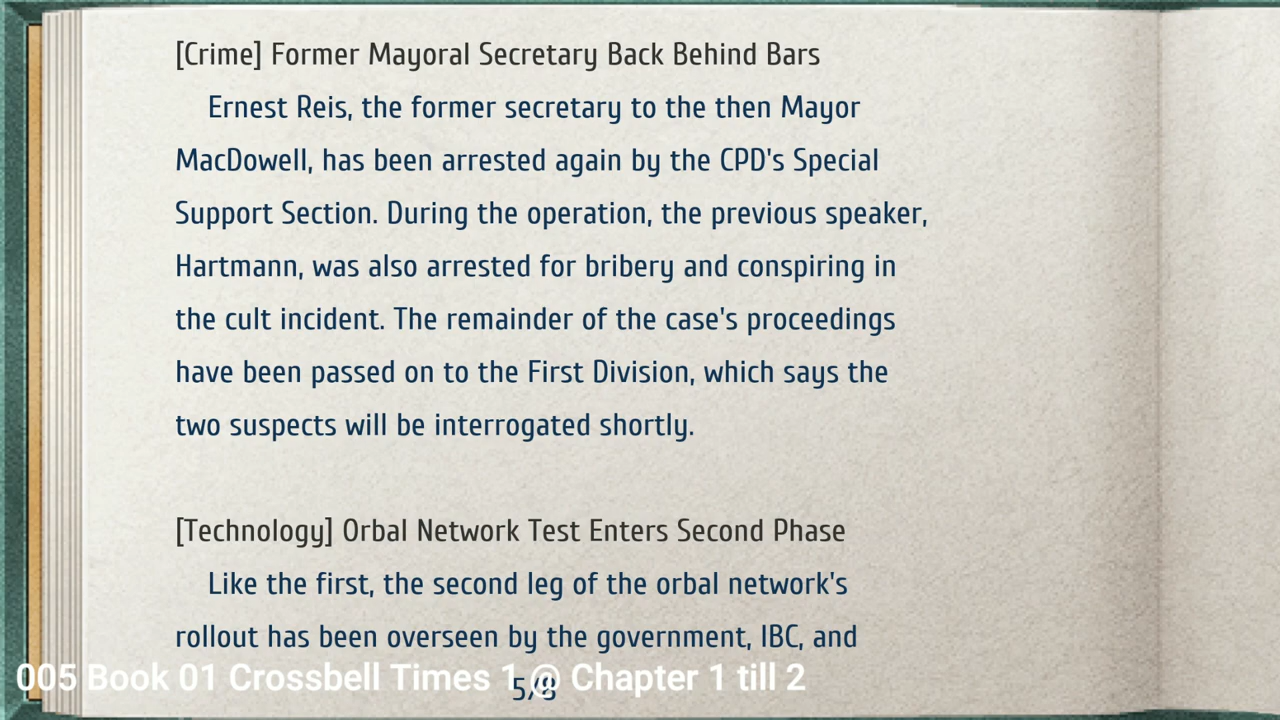 [Crime] Former Mayoral Secretary Back Behind Bars
Ernest Reis, the former secretary to the then Mayor
MacDowell, has been arrested again by the CPD's Special
Support Section. During the operation, the previous speaker,
Hartmann, was also arrested for bribery and conspiring in
the cult incident. The remainder of the case's proceedings
have been passed on to the First Division, which says the
two suspects will be interrogated shortly.
[Technology] Orbal Network Test Enters Second Phase
Like the first, the second leg of the orbal network's
rollout has been overseen by the government, IBC, and
005 Book 01 Crossbell Times 1 @ Chapter 1 till 2
5/8